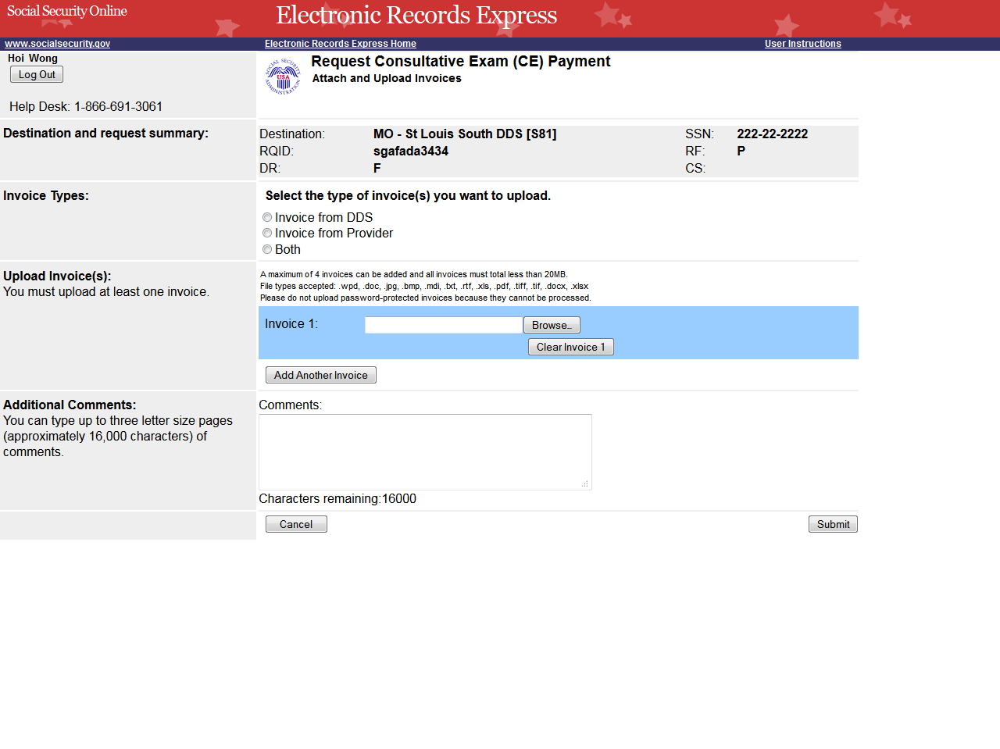 Social Security Online
Electronic Records Express
www.socialsecurity.gov
Electronic Records Express Home
User Instructions
Hoi Wong
Log Out
Help Desk: 1-866-691-3061
SOCIAL SECURITY ADMINISTRATION
USA
Request Consultative Exam (CE) Payment
Attach and Upload Invoices
Destination and request summary:
Destination: MO - St Louis South DDS [S81] SSN: 222-22-2222
RQID: sgafada3434 RF: P
DR: F CS:
Invoice Types:
Select the type of invoice(s) you want to upload.
Invoice from DDS
Invoice from Provider
Both
Upload Invoice(s):
You must upload at least one invoice.
A maximum of 4 invoices can be added and all invoices must total less than 20MB.
File types accepted: .wpd, .doc, .jpg, .bmp, .mdi, .txt, .rtf, .xls, .pdf, .tiff, .tif, .docx, .xlsx
Please do not upload password-protected invoices because they cannot be processed.
Invoice 1: Browse...
Clear Invoice 1
Add Another Invoice
Additional Comments:
You can type up to three letter size pages
(approximately 16,000 characters) of
comments.
Comments:
Characters remaining:16000
Cancel
Submit